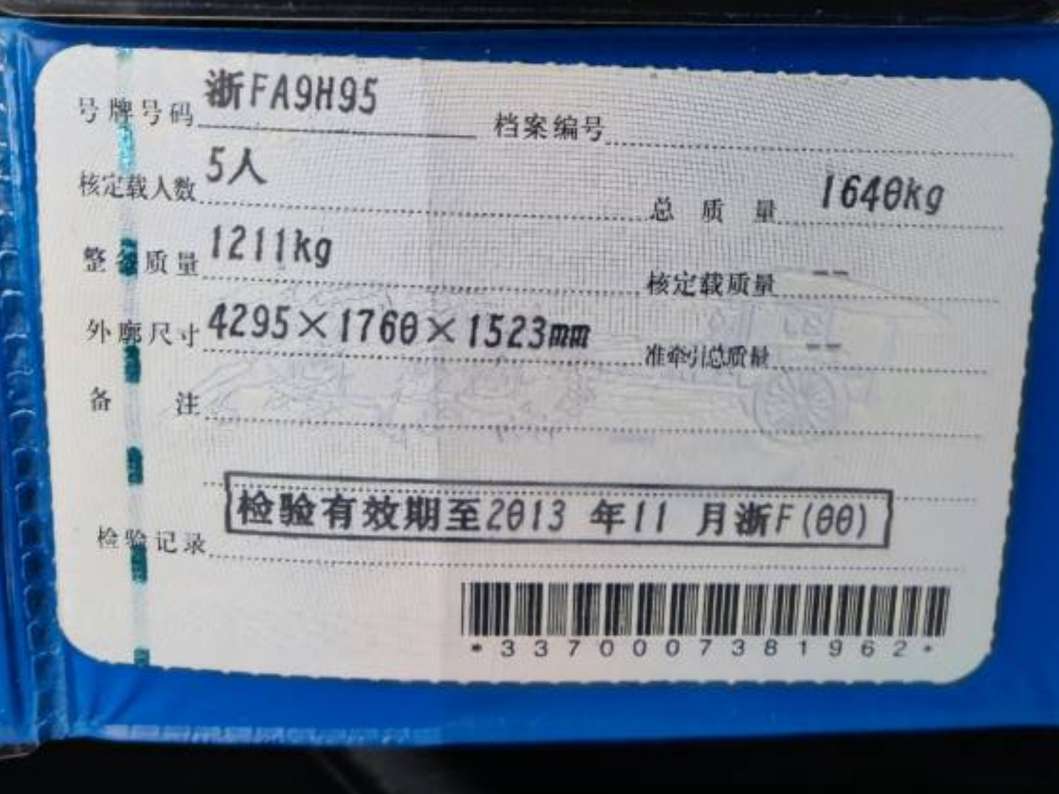 号牌号码 浙FA9H95 档案编号
核定载人数 5人 总质量 1640kg
整备质量 1211kg 核定载质量 --
外廓尺寸 4295×1760×1523mm 准牵引总质量 --
备注
检验记录 检验有效期至2013年11月浙F(00)
*3370007381962*